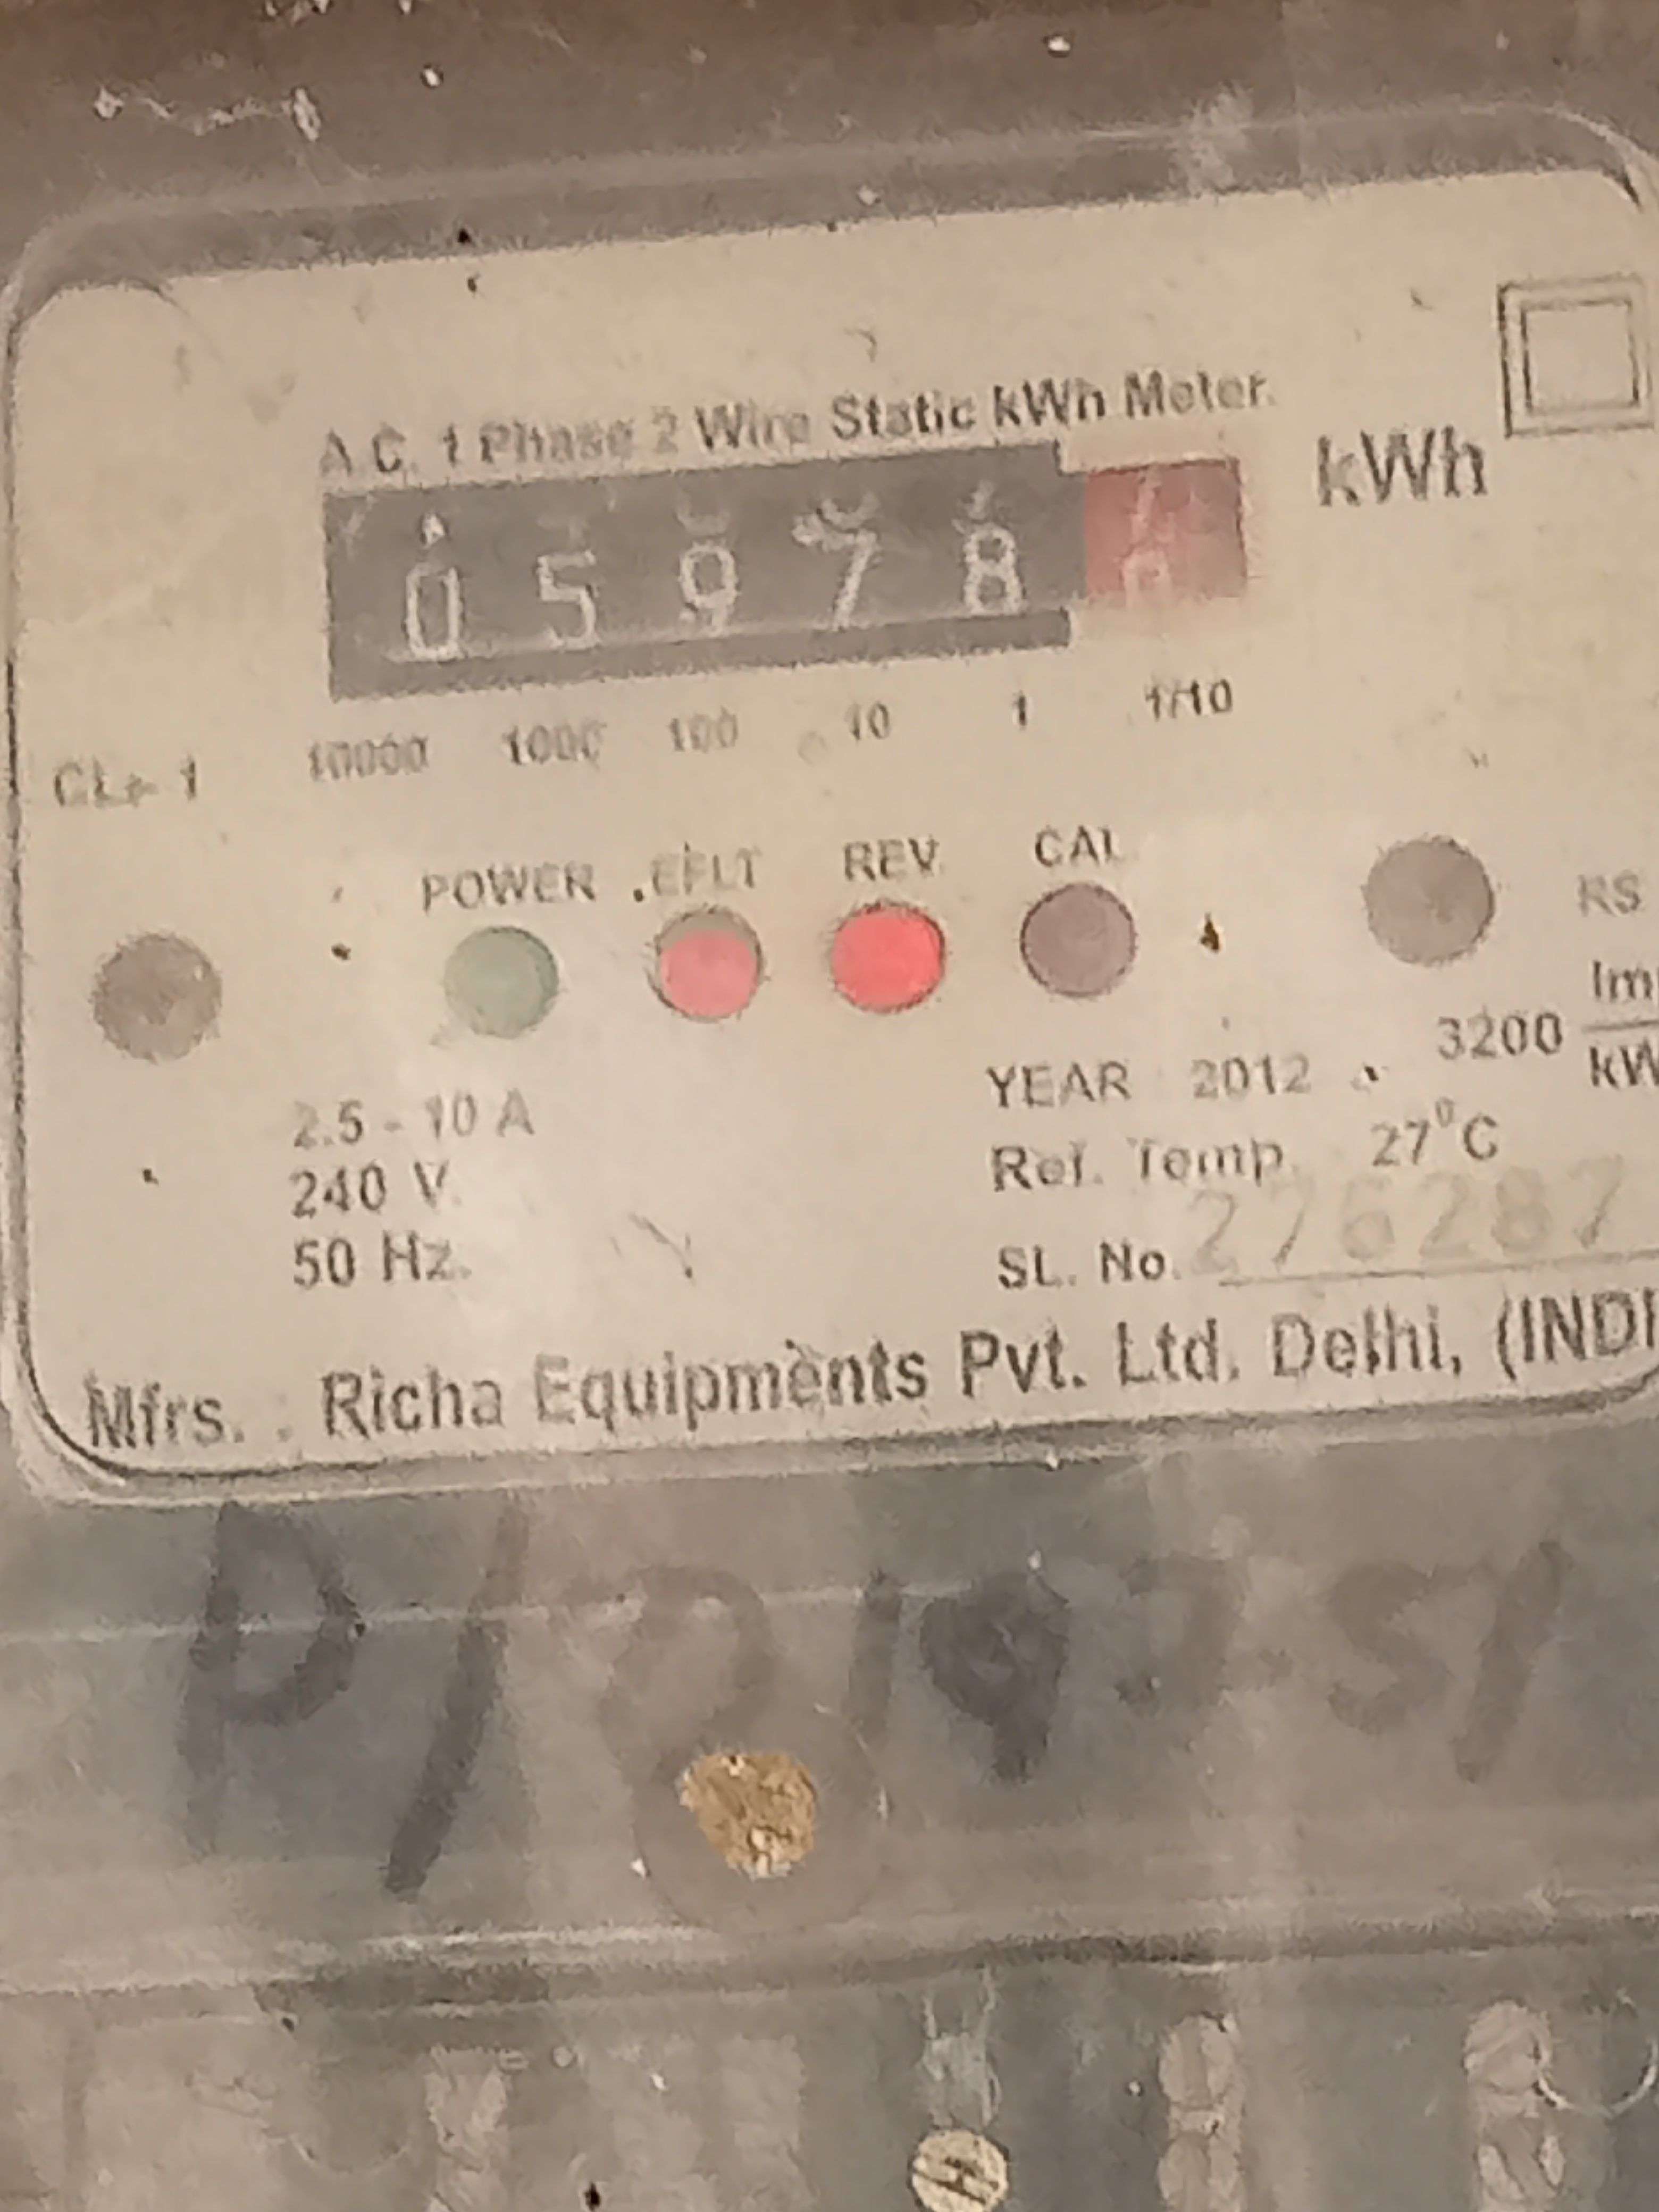 A.C. 1 Phase 2 Wire Static kWh Meter.
0 5 9 7 8
kWh
10000 1000 100 10 1 1/10
CL. 1
POWER EFLT REV CAL
RS
Imp
3200
kW
2.5 - 10 A
240 V.
50 Hz.
YEAR 2012
Ref. Temp. 27°C
SL. No. 276287
Mfrs. : Richa Equipments Pvt. Ltd. Delhi, (INDI